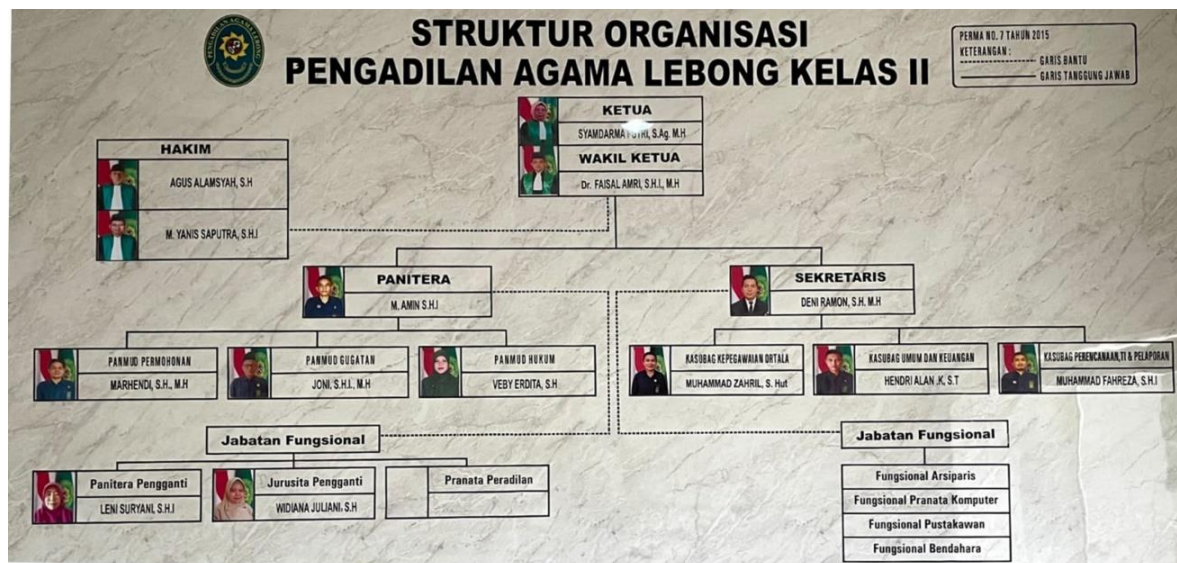 STRUKTUR ORGANISASI
PENGADILAN AGAMA LEBONG KELAS II
PERMA NO. 7 TAHUN 2015
KETERANGAN :
GARIS BANTU
GARIS TANGGUNG JAWAB
KETUA
SYAMDARMA PUTRI, S.Ag. M.H
WAKIL KETUA
Dr. FAISAL AMRI, S.H.I., M.H
HAKIM
AGUS ALAMSYAH, S.H
M. YANIS SAPUTRA, S.H.I
PANITERA
M. AMIN S.H.I
SEKRETARIS
DENI RAMON, S.H. M.H
PANMUD PERMOHONAN
MARHENDI, S.H., M.H
PANMUD GUGATAN
JONI, S.H.I., M.H
PANMUD HUKUM
VEBY ERDITA, S.H
KASUBAG KEPEGAWAIAN ORTALA
MUHAMMAD ZAHRIL, S. Hut
KASUBAG UMUM DAN KEUANGAN
HENDRI ALAN .K, S.T
KASUBAG PERENCANAAN,TI & PELAPORAN
MUHAMMAD FAHREZA, S.H.I
Jabatan Fungsional
Panitera Pengganti
LENI SURYANI, S.H.I
Jurusita Pengganti
WIDIANA JULIANI, S.H
Pranata Peradilan
Jabatan Fungsional
Fungsional Arsiparis
Fungsional Pranata Komputer
Fungsional Pustakawan
Fungsional Bendahara